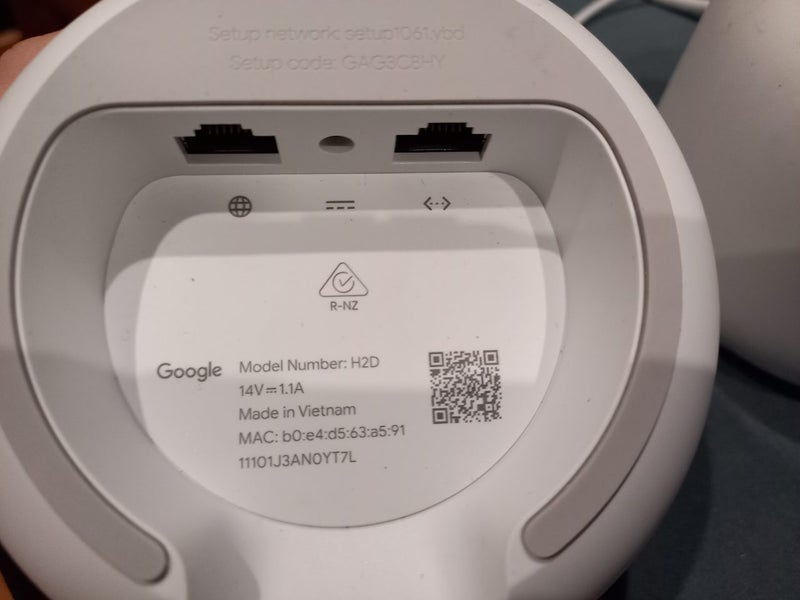 Setup network: setup1061.ybd
Setup code: GAG3C8HY
R-NZ
Google
Model Number: H2D
14V⎓1.1A
Made in Vietnam
MAC: b0:e4:d5:63:a5:91
11101J3AN0YT7L